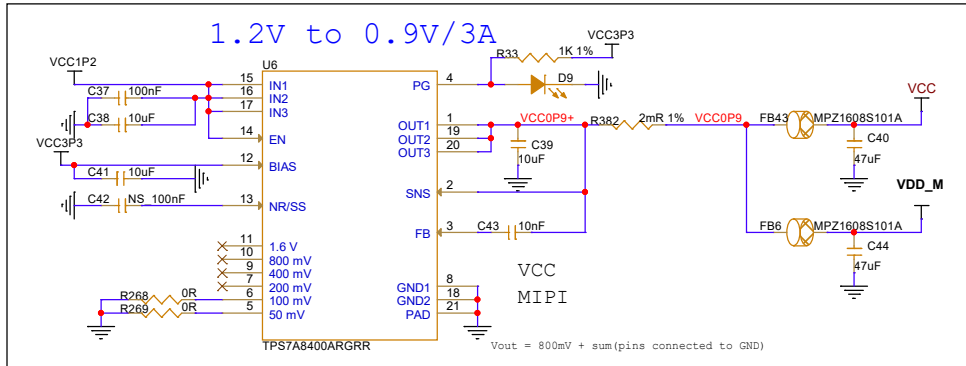 1.2V to 0.9V/3A
VCC1P2
U6
R33
1K 1%
VCC3P3
C37
100nF
C38
10uF
15
IN1
16
IN2
17
IN3
14
EN
PG
4
D9
OUT1
1
OUT2
19
OUT3
20
VCC0P9+
R382
2mR 1%
VCC0P9
FB43
MPZ1608S101A
VCC
C39
10uF
C40
47uF
VCC3P3
12
BIAS
C41
10uF
SNS
2
C42
NS_100nF
13
NR/SS
FB
3
C43
10nF
VDD_M
FB6
MPZ1608S101A
C44
47uF
11
1.6 V
10
800 mV
9
400 mV
7
200 mV
6
100 mV
5
50 mV
R268
0R
R269
0R
VCC
MIPI
GND1
8
GND2
18
PAD
21
TPS7A8400ARGRR
Vout = 800mV + sum(pins connected to GND)